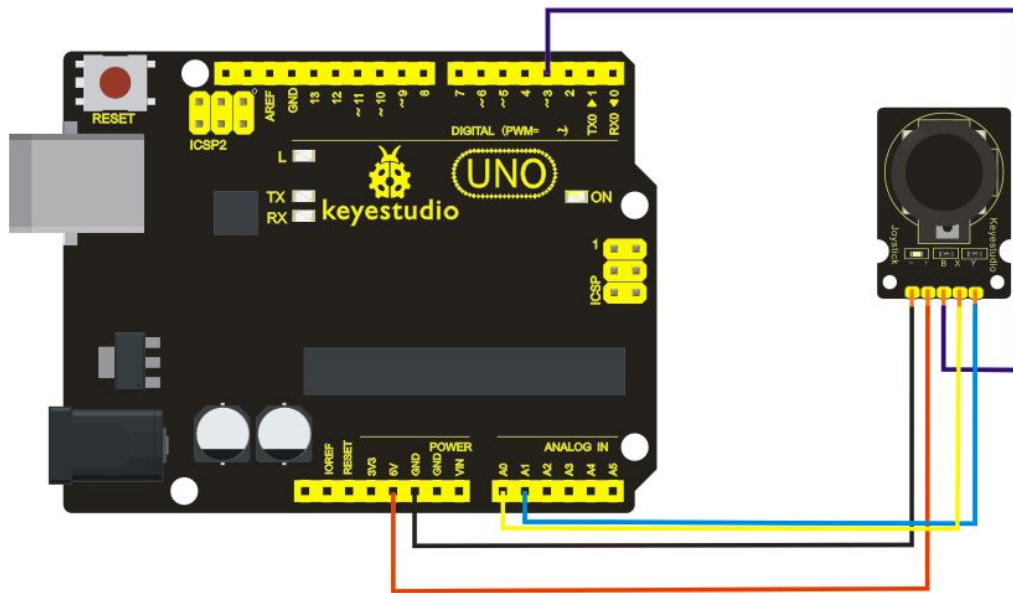 RESET
ICSP2
AREF
GND
13
12
~11
~10
~9
8
7
~6
~5
4
~3
2
TX0 ▶ 1
RX0 ◀ 0
DIGITAL (PWM= ~)
L
TX
RX
keyestudio
UNO
ON
1
ICSP
IOREF
RESET
3V3
5V
GND
GND
VIN
POWER
ANALOG IN
A0
A1
A2
A3
A4
A5
Joystick
Keyestudio
B
X
Y